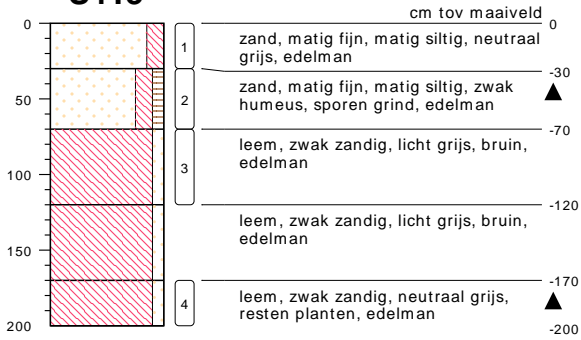 cm tov maaiveld
0
0
1
zand, matig fijn, matig siltig, neutraal
grijs, edelman
-30
50
2
zand, matig fijn, matig siltig, zwak
humeus, sporen grind, edelman
-70
100
3
leem, zwak zandig, licht grijs, bruin,
edelman
-120
150
leem, zwak zandig, licht grijs, bruin,
edelman
-170
200
4
leem, zwak zandig, neutraal grijs,
resten planten, edelman
-200